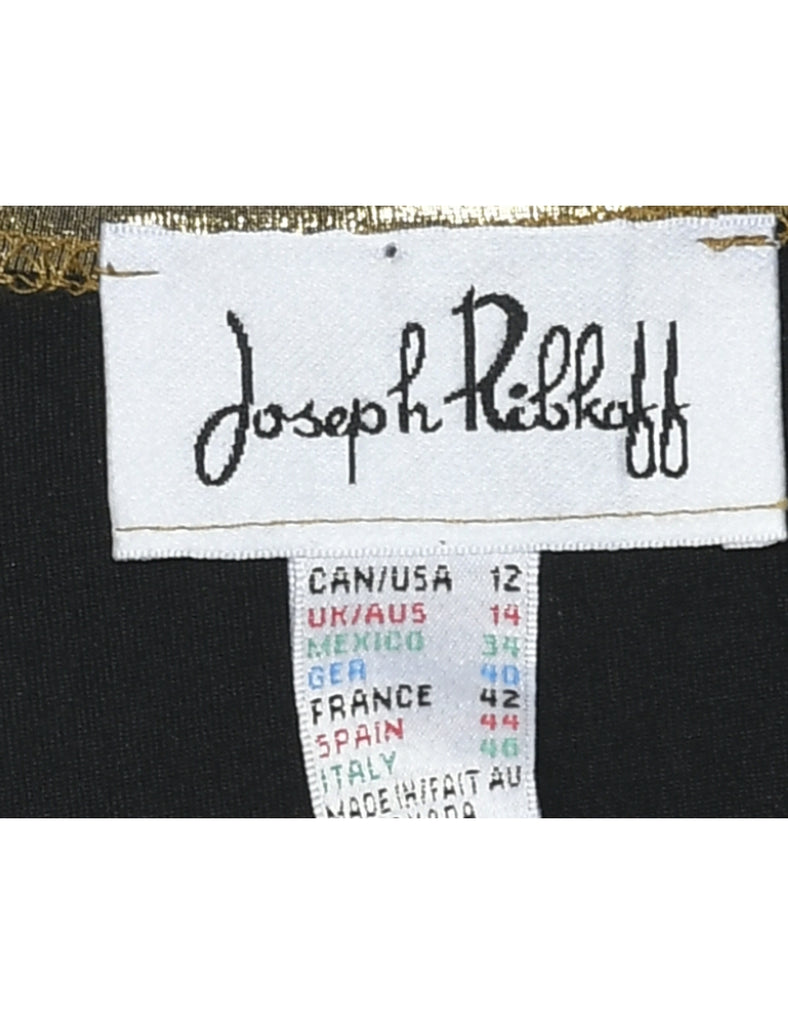 Joseph Ribkoff
CAN/USA 12
UK/AUS 14
MEXICO 34
GER 40
FRANCE 42
SPAIN 44
ITALY 46
MADE IN/FAIT AU